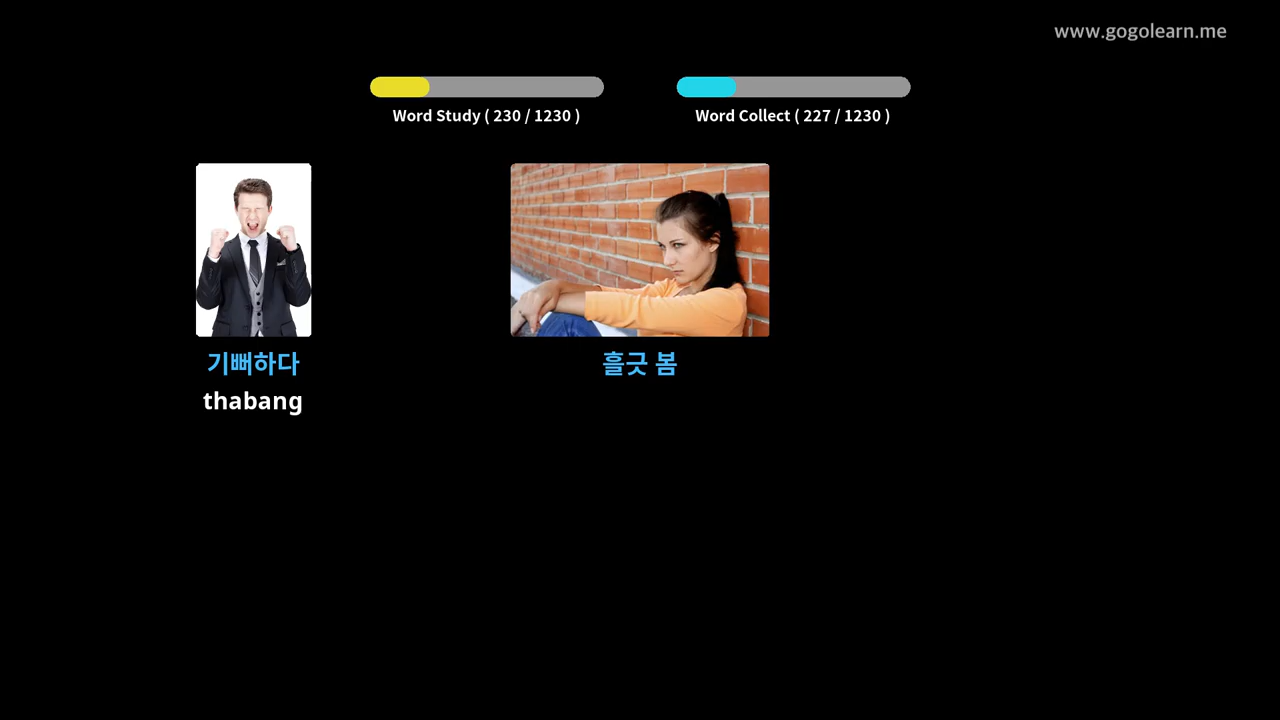 www.gogolearn.me
Word Study ( 230 / 1230 )
Word Collect ( 227 / 1230 )
기뻐하다
thabang
흘긋 봄